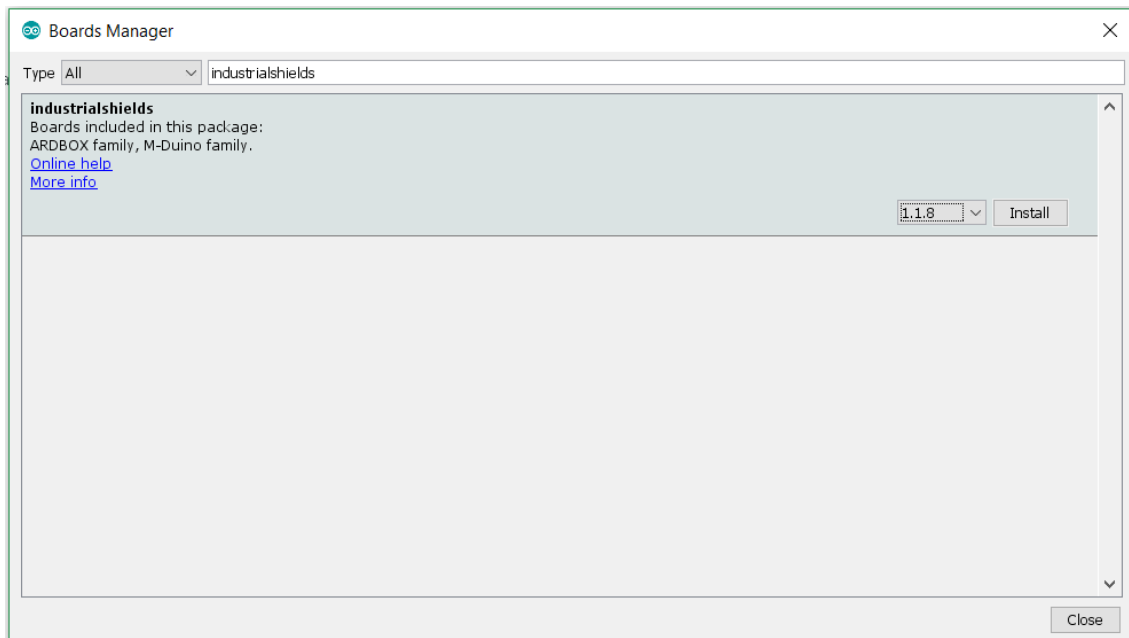 Boards Manager
Type All industrialshields
industrialshields
Boards included in this package:
ARDBOX family, M-Duino family.
Online help
More info
1.1.8 Install
Close